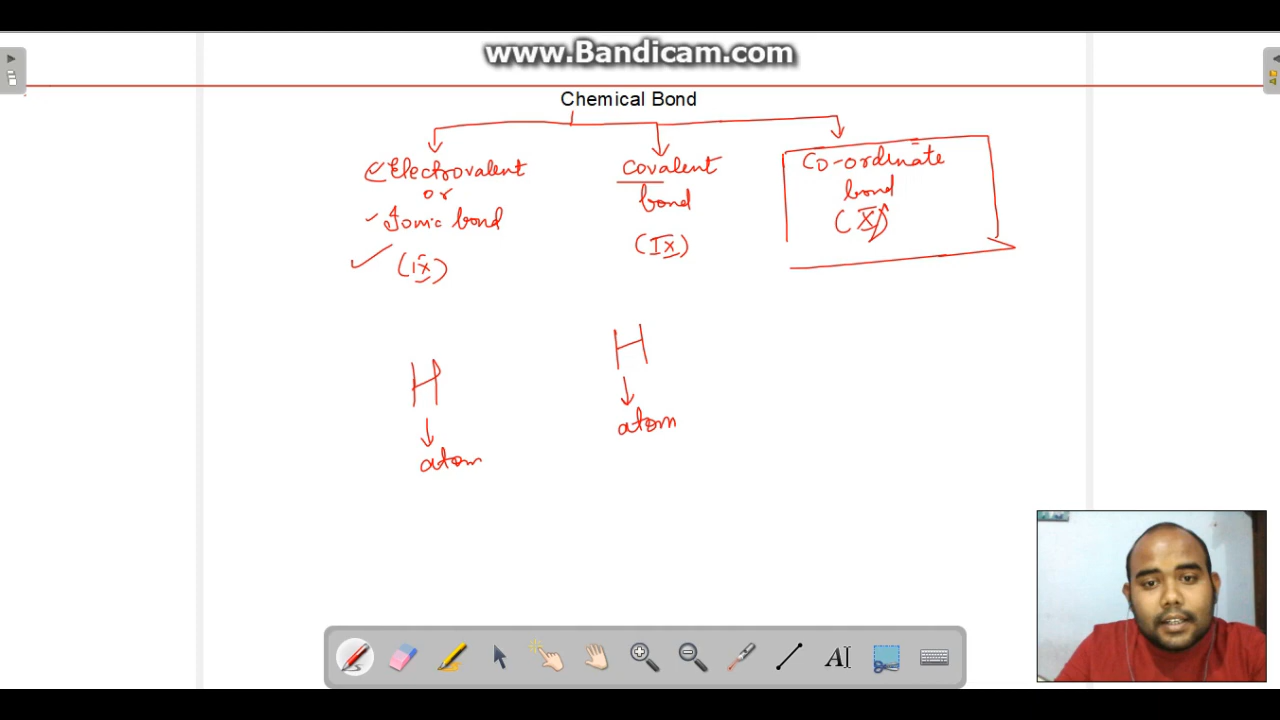 www.Bandicam.com
Chemical Bond
Electrovalent
or
Ionic bond
(IX)
covalent
bond
(IX)
Co-ordinate
bond
(X)
H
atom
H
atom
A